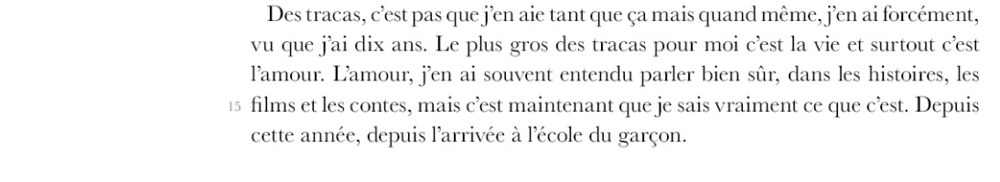 Des tracas, c’est pas que j’en aie tant que ça mais quand même, j’en ai forcément,
vu que j’ai dix ans. Le plus gros des tracas pour moi c’est la vie et surtout c’est
l’amour. L’amour, j’en ai souvent entendu parler bien sûr, dans les histoires, les
15 films et les contes, mais c’est maintenant que je sais vraiment ce que c’est. Depuis
cette année, depuis l’arrivée à l’école du garçon.